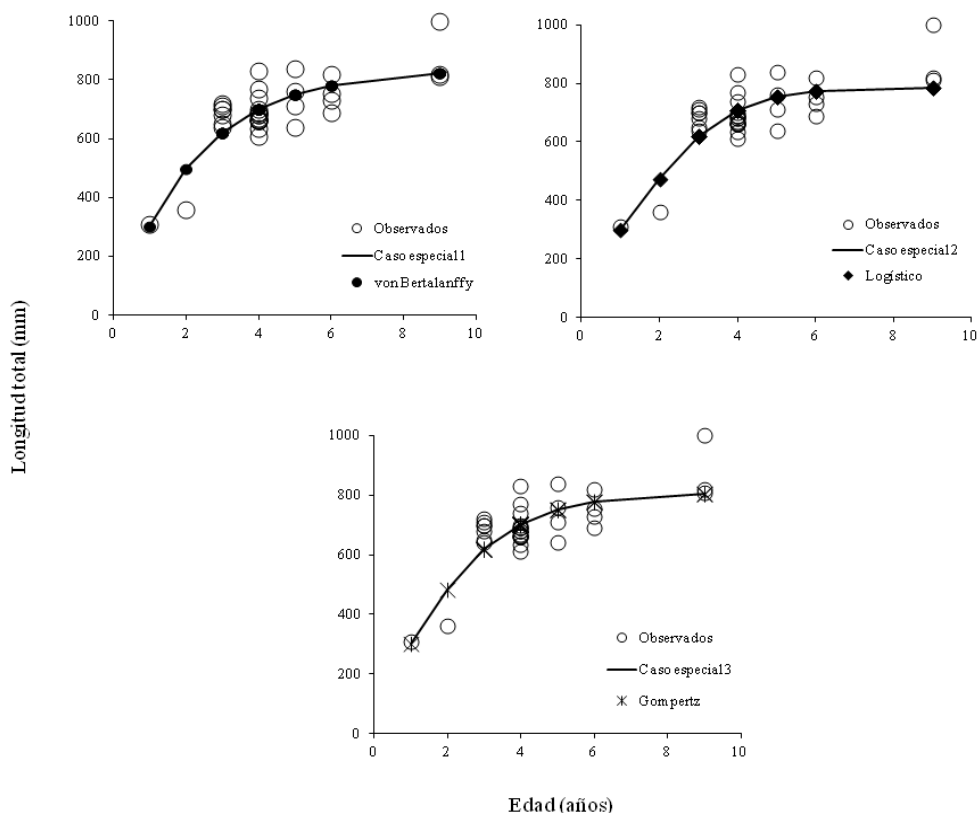 1000
800
600
400
200
0
0 2 4 6 8 10
Observados
Caso especial1
von Bertalanffy
1000
800
600
400
200
0
0 2 4 6 8 10
Observados
Caso especial2
Logístico
Longitud total (mm)
1000
800
600
400
200
0
0 2 4 6 8 10
Observados
Caso especial3
Gompertz
Edad (años)